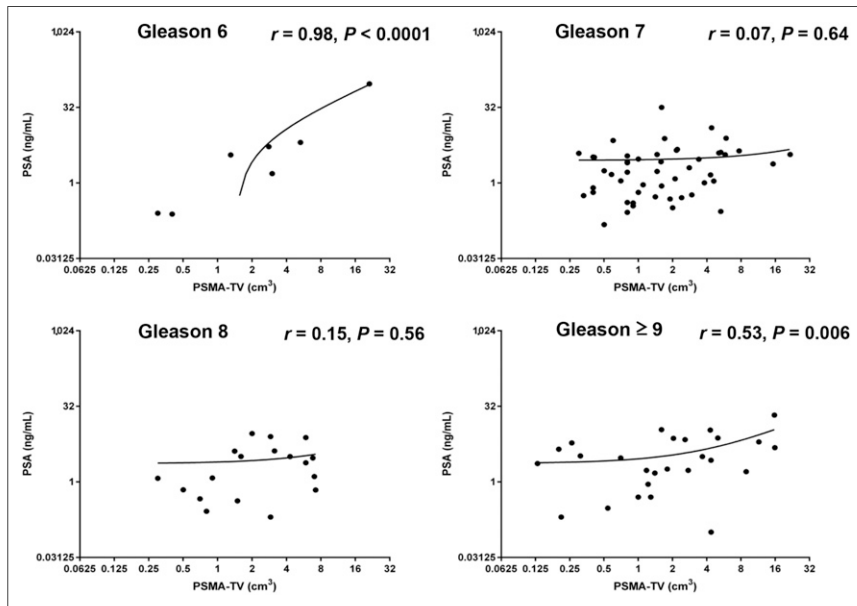 Gleason 6
r = 0.98, P < 0.0001
1,024
32
1
0.03125
PSA (ng/mL)
0.0625 0.125 0.25 0.5 1 2 4 8 16 32
PSMA-TV (cm³)
Gleason 7
r = 0.07, P = 0.64
1,024
32
1
0.03125
PSA (ng/mL)
0.0625 0.125 0.25 0.5 1 2 4 8 16 32
PSMA-TV (cm³)
Gleason 8
r = 0.15, P = 0.56
1,024
32
1
0.03125
PSA (ng/mL)
0.0625 0.125 0.25 0.5 1 2 4 8 16 32
PSMA-TV (cm³)
Gleason ≥ 9
r = 0.53, P = 0.006
1,024
32
1
0.03125
PSA (ng/mL)
0.0625 0.125 0.25 0.5 1 2 4 8 16 32
PSMA-TV (cm³)